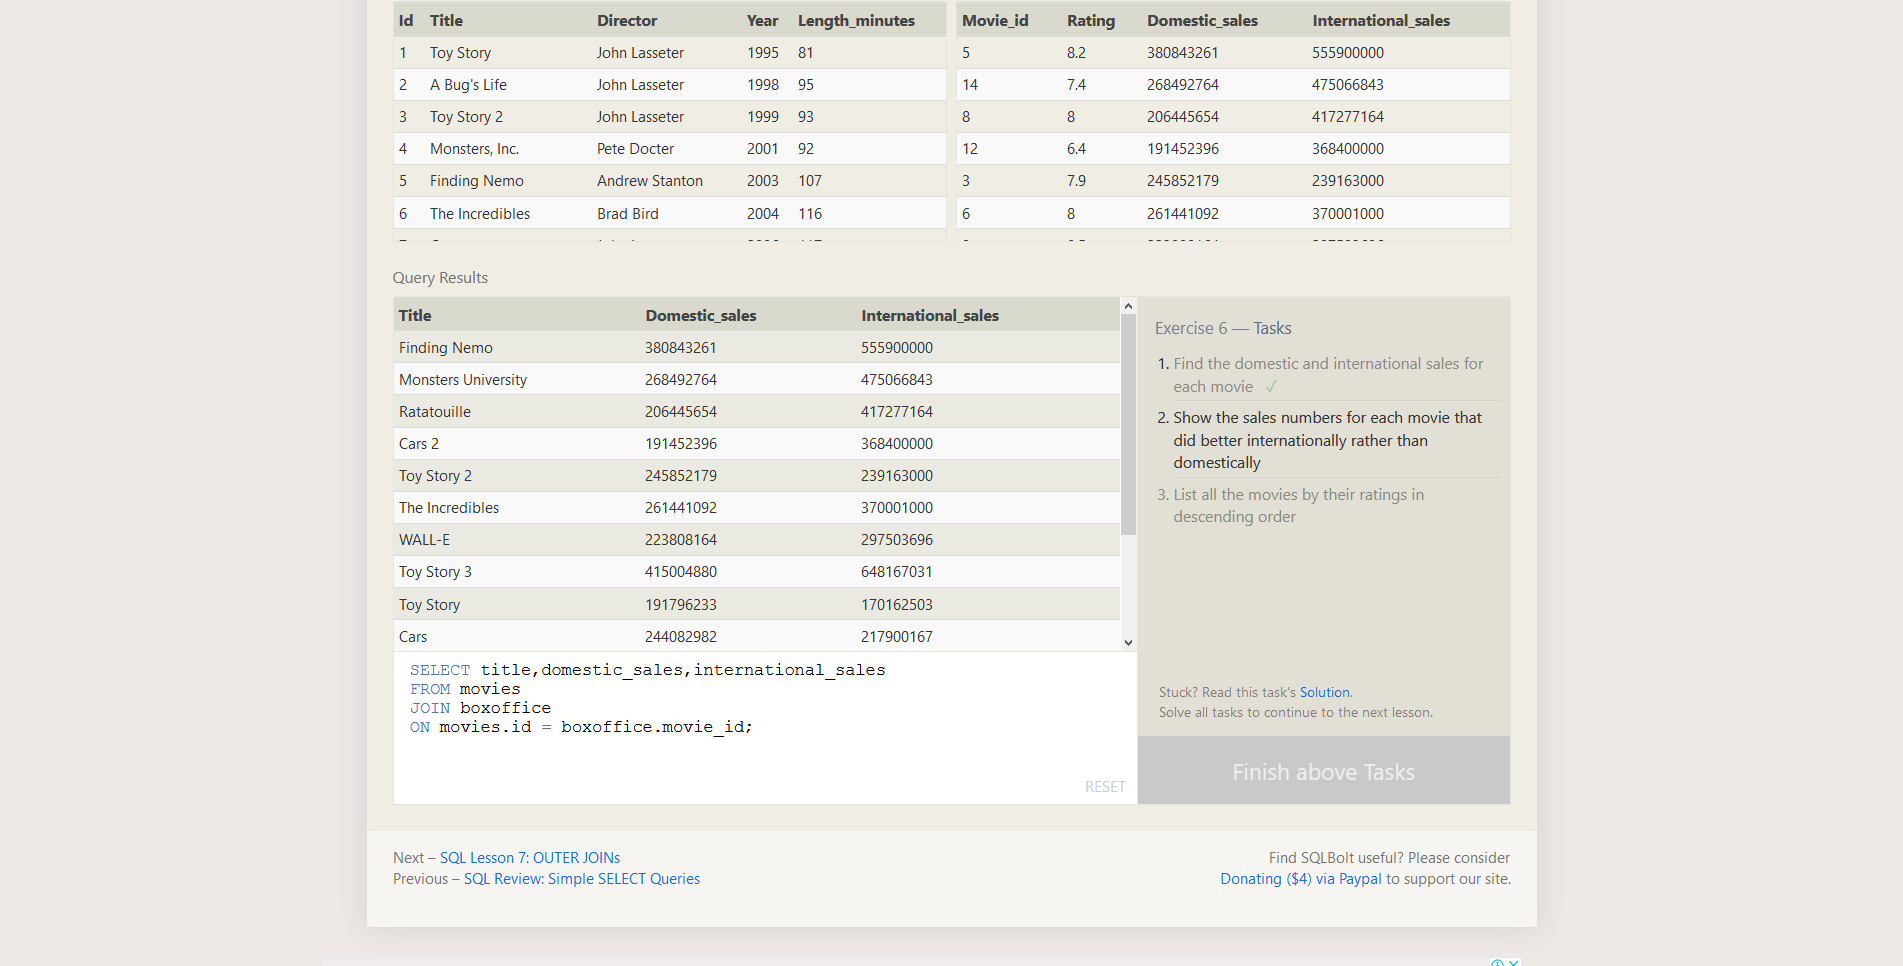 Id Title Director Year Length_minutes
1 Toy Story John Lasseter 1995 81
2 A Bug's Life John Lasseter 1998 95
3 Toy Story 2 John Lasseter 1999 93
4 Monsters, Inc. Pete Docter 2001 92
5 Finding Nemo Andrew Stanton 2003 107
6 The Incredibles Brad Bird 2004 116
Movie_id Rating Domestic_sales International_sales
5 8.2 380843261 555900000
14 7.4 268492764 475066843
8 8 206445654 417277164
12 6.4 191452396 368400000
3 7.9 245852179 239163000
6 8 261441092 370001000
Query Results
Title Domestic_sales International_sales
Finding Nemo 380843261 555900000
Monsters University 268492764 475066843
Ratatouille 206445654 417277164
Cars 2 191452396 368400000
Toy Story 2 245852179 239163000
The Incredibles 261441092 370001000
WALL-E 223808164 297503696
Toy Story 3 415004880 648167031
Toy Story 191796233 170162503
Cars 244082982 217900167
SELECT title,domestic_sales,international_sales
FROM movies
JOIN boxoffice
ON movies.id = boxoffice.movie_id;
RESET
Exercise 6 — Tasks
1. Find the domestic and international sales for
each movie ✓
2. Show the sales numbers for each movie that
did better internationally rather than
domestically
3. List all the movies by their ratings in
descending order
Stuck? Read this task's Solution.
Solve all tasks to continue to the next lesson.
Finish above Tasks
Next – SQL Lesson 7: OUTER JOINs
Previous – SQL Review: Simple SELECT Queries
Find SQLBolt useful? Please consider
Donating ($4) via Paypal to support our site.